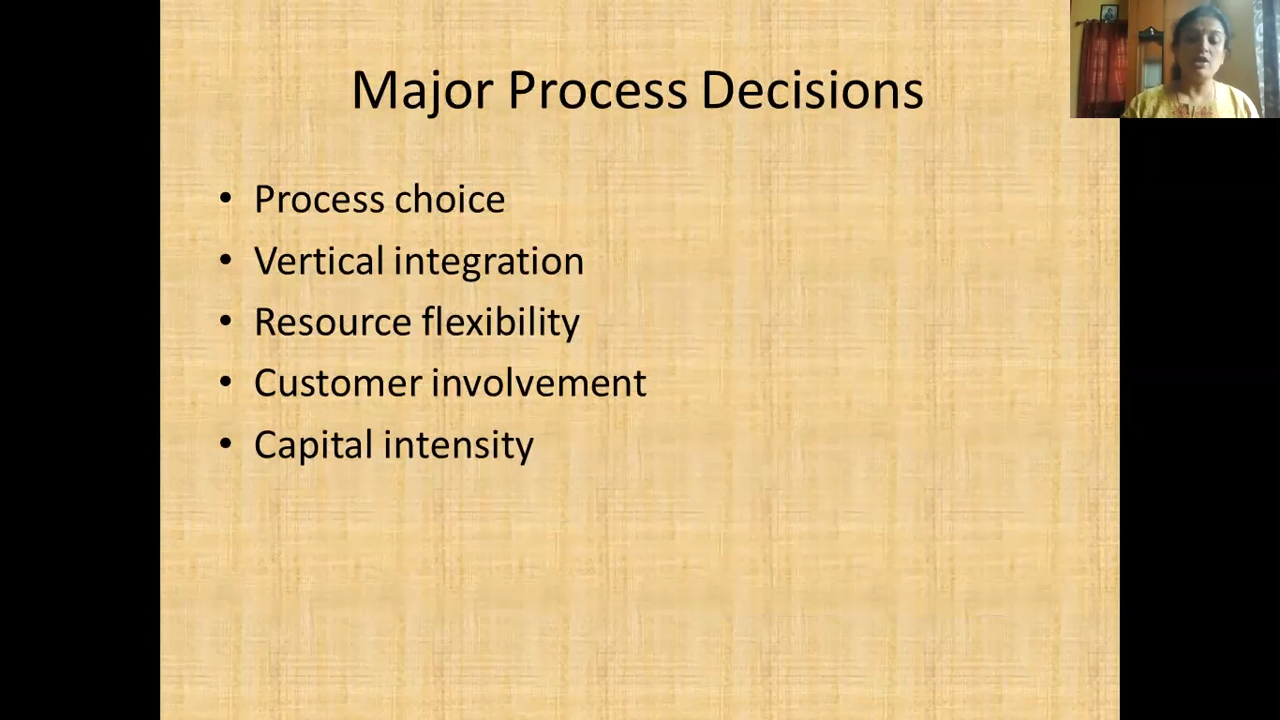 Major Process Decisions
• Process choice
• Vertical integration
• Resource flexibility
• Customer involvement
• Capital intensity